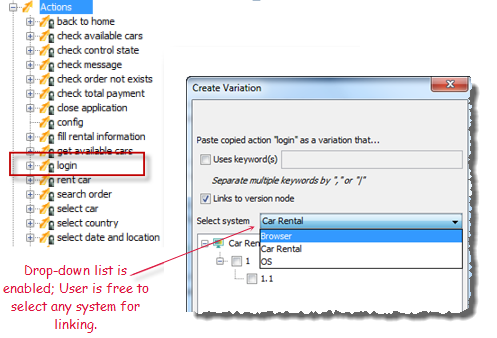 Actions
back to home
check available cars
check control state
check message
check order not exists
check total payment
close application
config
fill rental information
get available cars
login
rent car
search order
select car
select country
select date and location
Create Variation
Paste copied action "login" as a variation that...
Uses keyword(s)
Separate multiple keywords by "," or "|"
Links to version node
Select system
Car Rental
Browser
Car Rental
OS
Car Ren
1
1.1
Drop-down list is
enabled; User is free to
select any system for
linking.